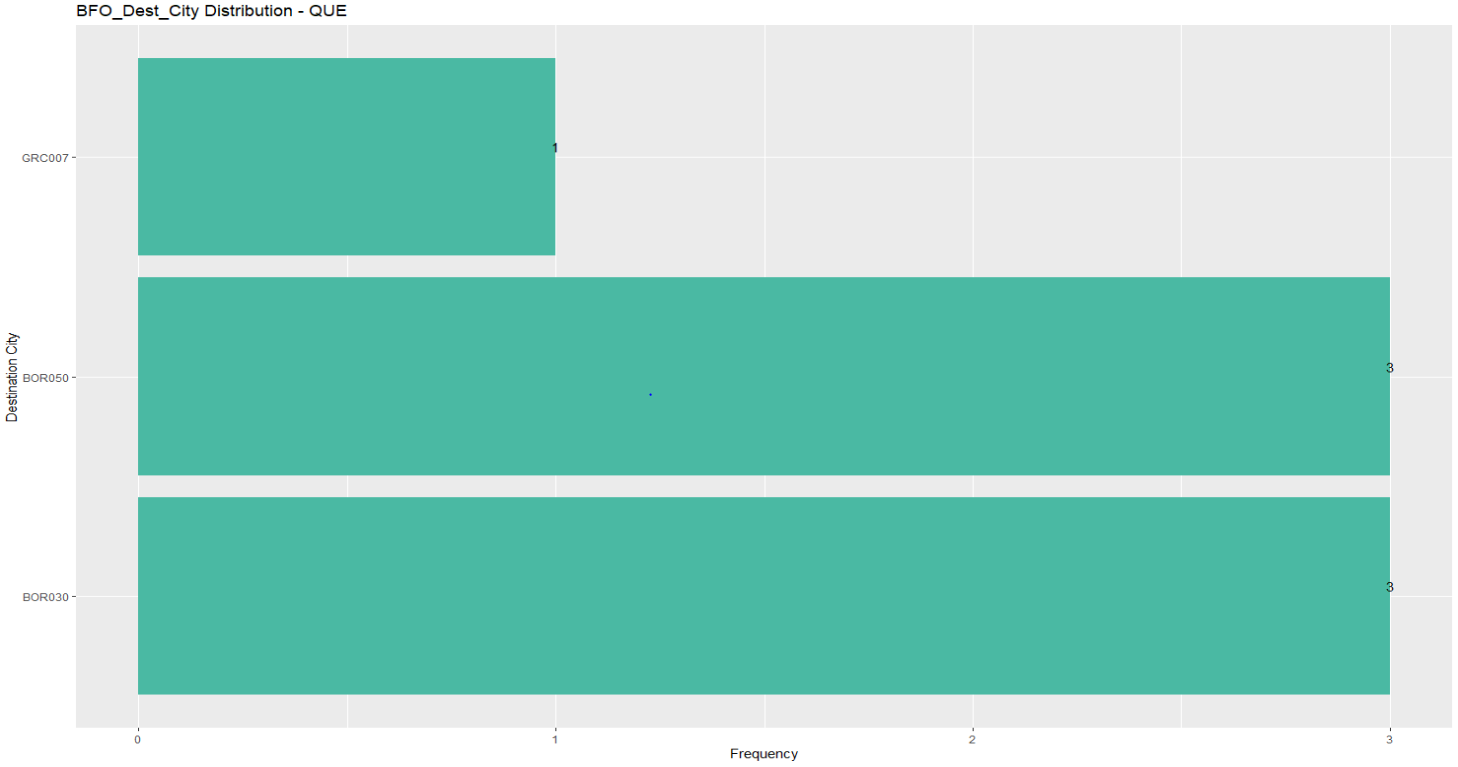 BFO_Dest_City Distribution - QUE
Destination City
GRC007
1
BOR050
3
BOR030
3
0 1 2 3
Frequency